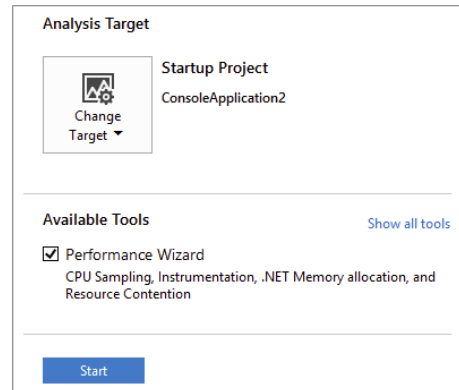 Analysis Target
Startup Project
ConsoleApplication2
Change
Target
Available Tools
Show all tools
Performance Wizard
CPU Sampling, Instrumentation, .NET Memory allocation, and
Resource Contention
Start